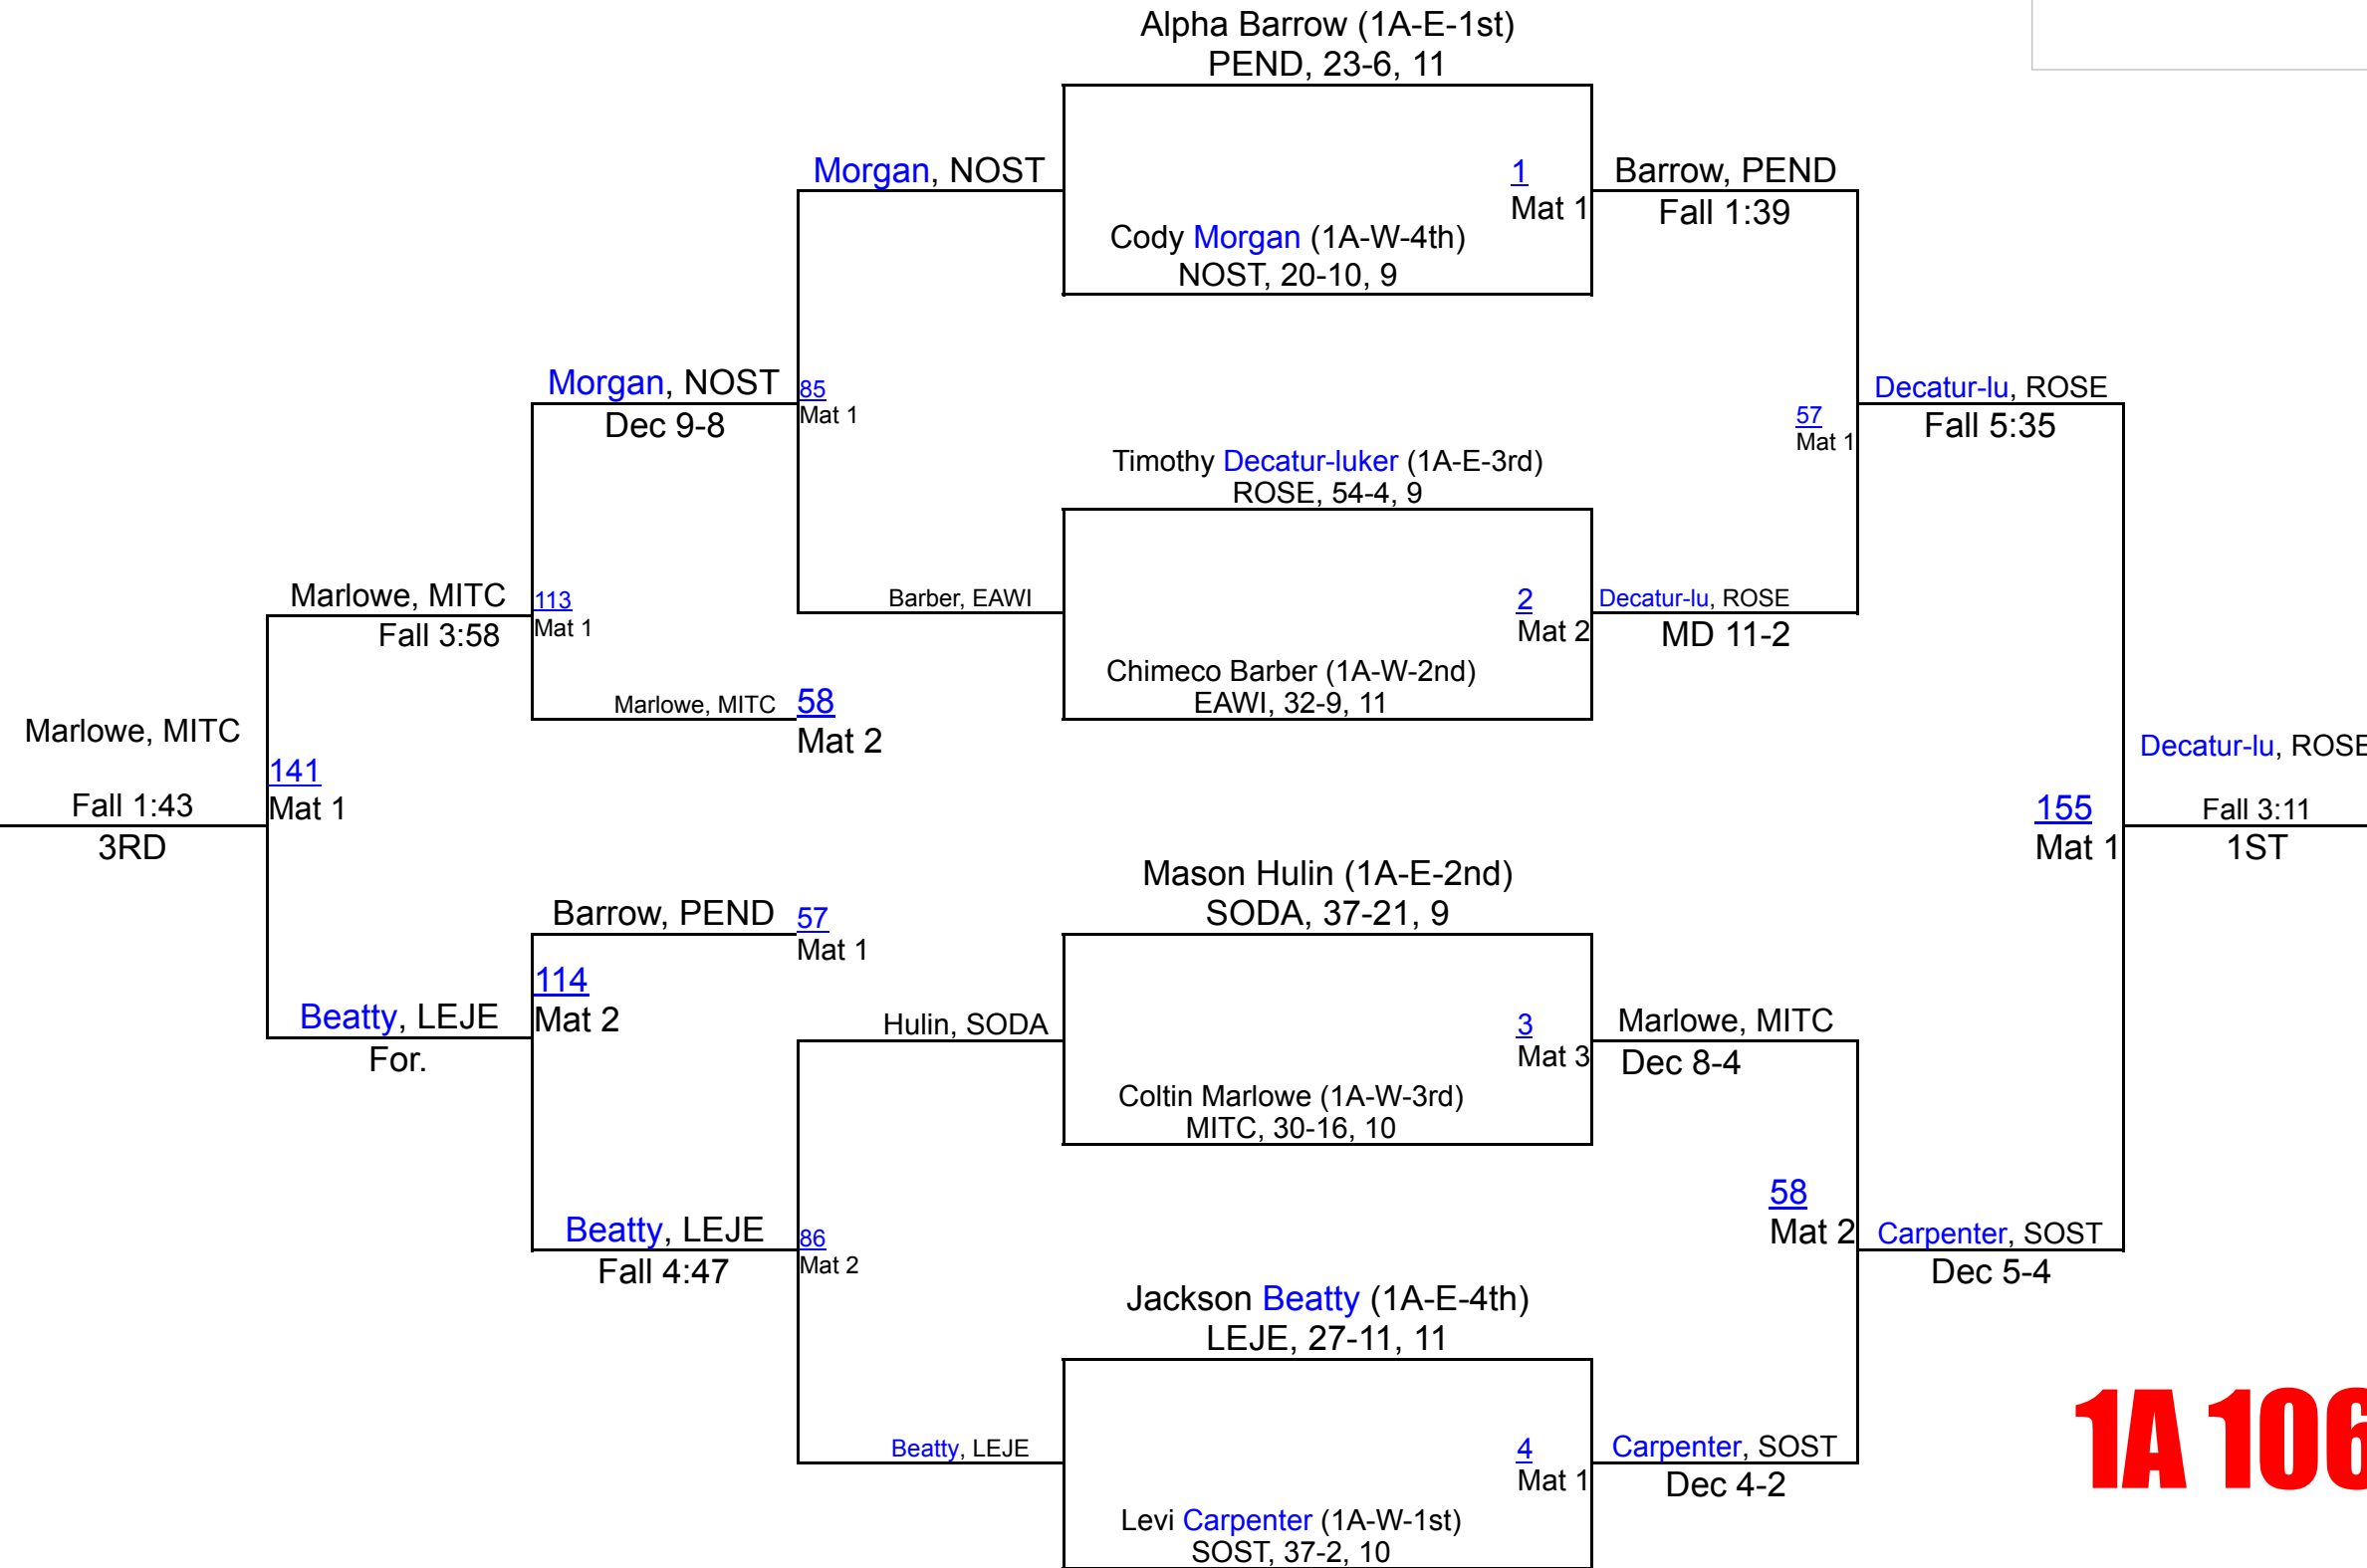 Alpha Barrow (1A-E-1st)
PEND, 23-6, 11
Morgan, NOST
1
Mat 1
Barrow, PEND
Fall 1:39
Cody Morgan (1A-W-4th)
NOST, 20-10, 9
Morgan, NOST
Dec 9-8
85
Mat 1
57
Mat 1
Decatur-lu, ROSE
Fall 5:35
Timothy Decatur-luker (1A-E-3rd)
ROSE, 54-4, 9
Marlowe, MITC
Fall 3:58
113
Mat 1
Barber, EAWI
2
Mat 2
Decatur-lu, ROSE
MD 11-2
Chimeco Barber (1A-W-2nd)
EAWI, 32-9, 11
Marlowe, MITC
58
Mat 2
Marlowe, MITC
Fall 1:43
3RD
141
Mat 1
155
Mat 1
Decatur-lu, ROSE
Fall 3:11
1ST
Mason Hulin (1A-E-2nd)
SODA, 37-21, 9
Barrow, PEND
57
Mat 1
114
Mat 2
Beatty, LEJE
For.
Hulin, SODA
3
Mat 3
Marlowe, MITC
Dec 8-4
Coltin Marlowe (1A-W-3rd)
MITC, 30-16, 10
58
Mat 2
Carpenter, SOST
Dec 5-4
Beatty, LEJE
Fall 4:47
86
Mat 2
Jackson Beatty (1A-E-4th)
LEJE, 27-11, 11
Beatty, LEJE
4
Mat 1
Carpenter, SOST
Dec 4-2
Levi Carpenter (1A-W-1st)
SOST, 37-2, 10
1A 106